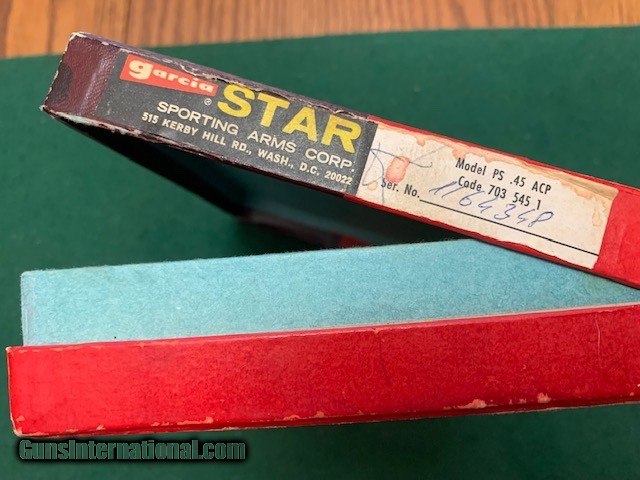 garcia
®
STAR
SPORTING ARMS CORP.
515 KERBY HILL RD., WASH., D.C. 20022
Model PS .45 ACP
Code 703 545 1
Ser. No. 1164348
GunsInternational.com